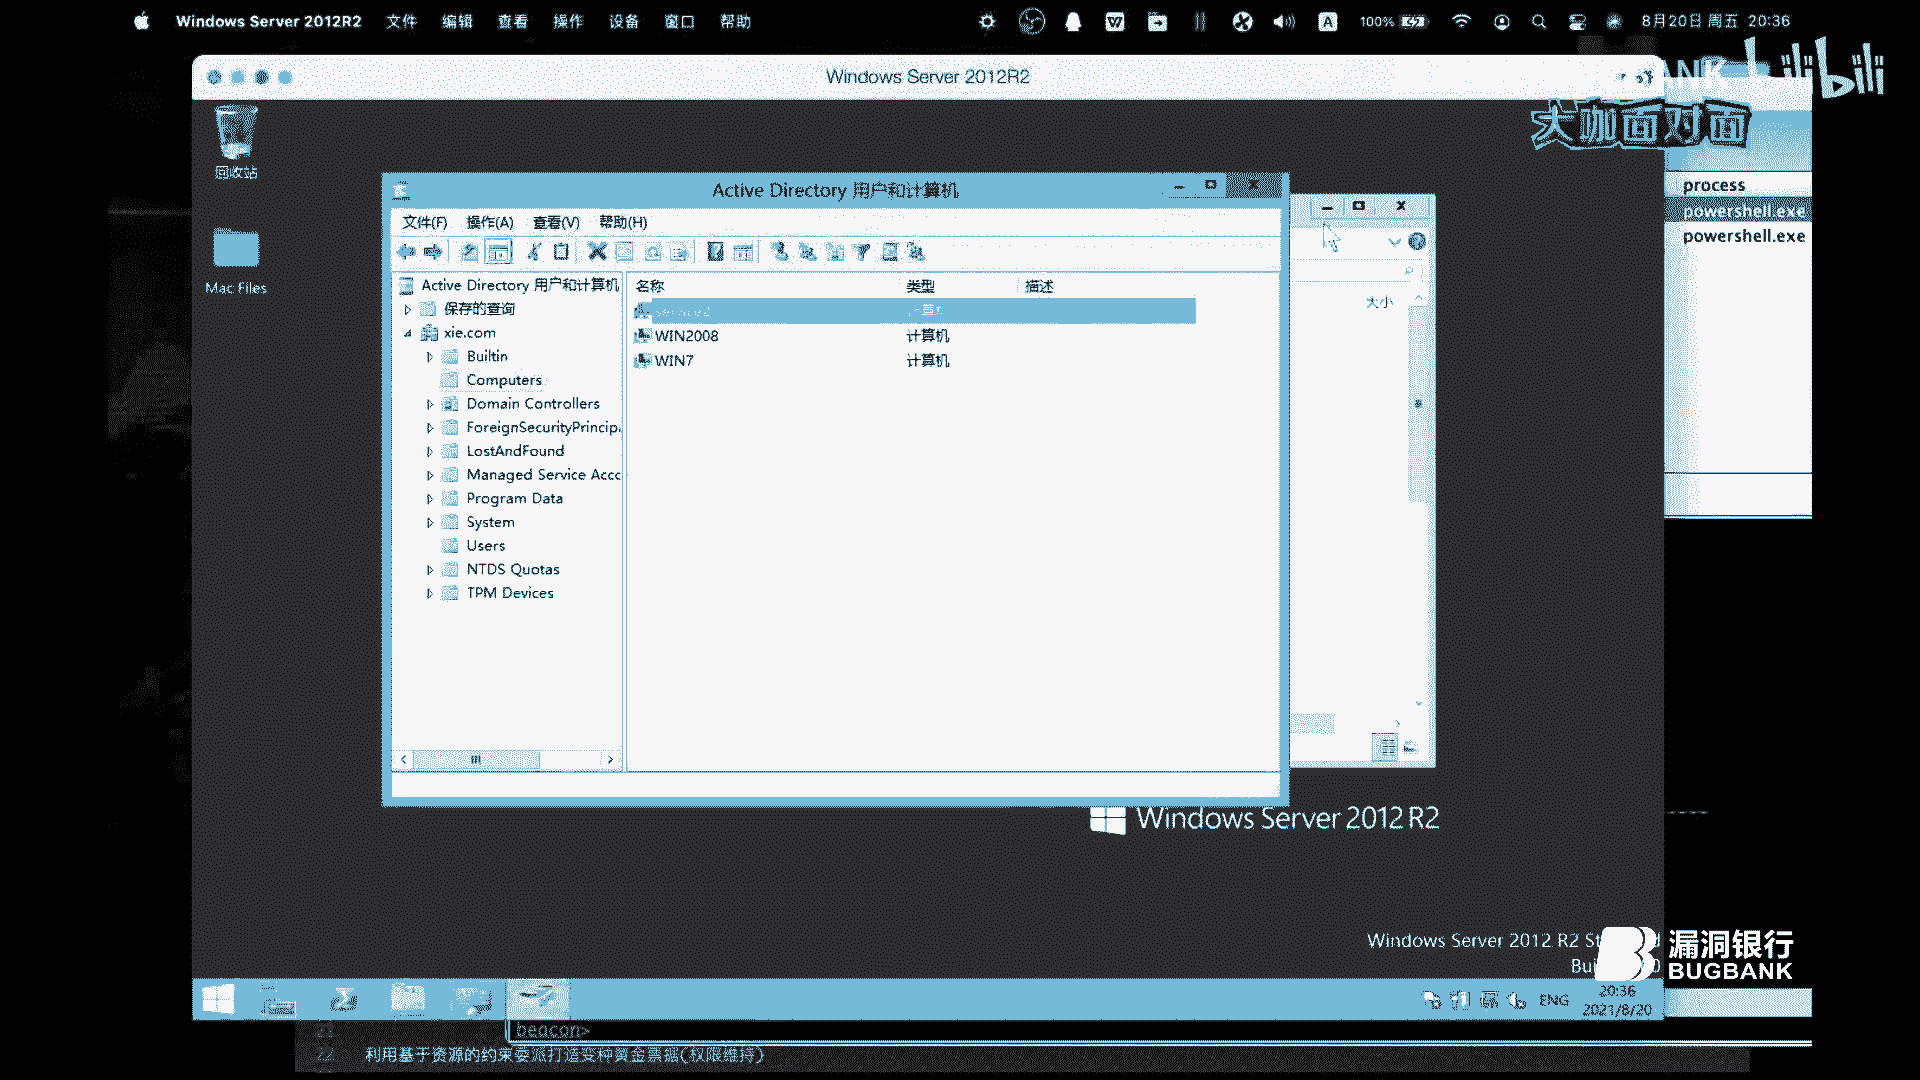 Windows Server 2012R2 文件 编辑 查看 操作 设备 窗口 帮助
100%
8月20日 周五 20:36
Windows Server 2012R2
bilibili
大咖面对面
回收站
Mac Files
process
powershell.exe
powershell.exe
Active Directory 用户和计算机
文件(F) 操作(A) 查看(V) 帮助(H)
Active Directory 用户和计算机
保存的查询
xie.com
Builtin
Computers
Domain Controllers
ForeignSecurityPrincip
LostAndFound
Managed Service Acc
Program Data
System
Users
NTDS Quotas
TPM Devices
名称 类型 描述
计算机
WIN2008 计算机
WIN7 计算机
大小
Windows Server 2012 R2
Windows Server 2012 R2
漏洞银行
BUGBANK
ENG
20:36
2021/8/20
beacon>
22 利用基于资源的约束委派打造变种黄金票据(权限维持)